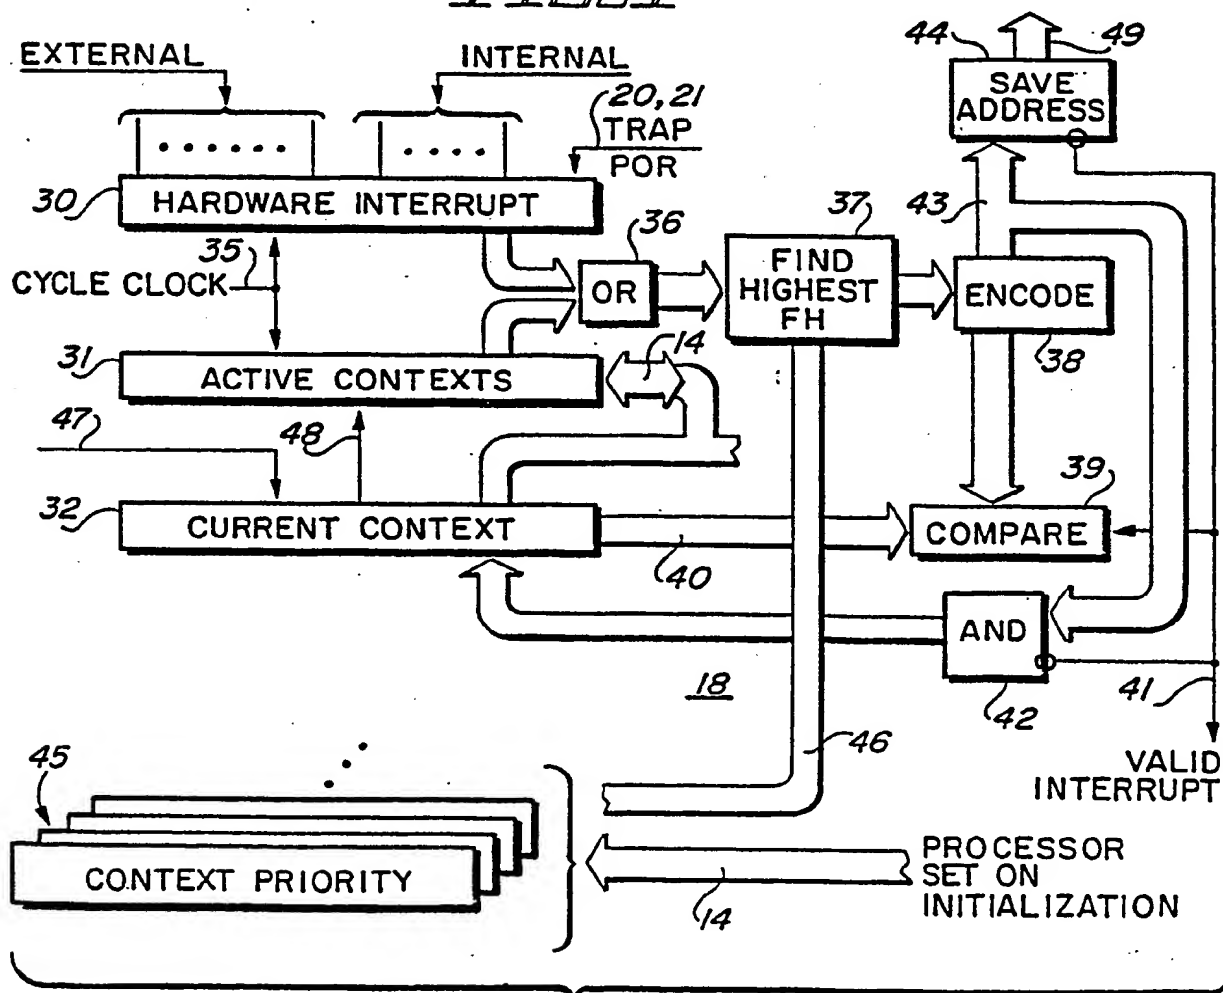 EXTERNAL
INTERNAL
20, 21
TRAP
POR
44
49
SAVE
ADDRESS
30
HARDWARE INTERRUPT
35
CYCLE CLOCK
36
OR
37
FIND
HIGHEST
FH
43
ENCODE
38
31
ACTIVE CONTEXTS
14
47
48
32
CURRENT CONTEXT
40
39
COMPARE
AND
42
41
18
46
VALID
INTERRUPT
45
CONTEXT PRIORITY
14
PROCESSOR
SET ON
INITIALIZATION